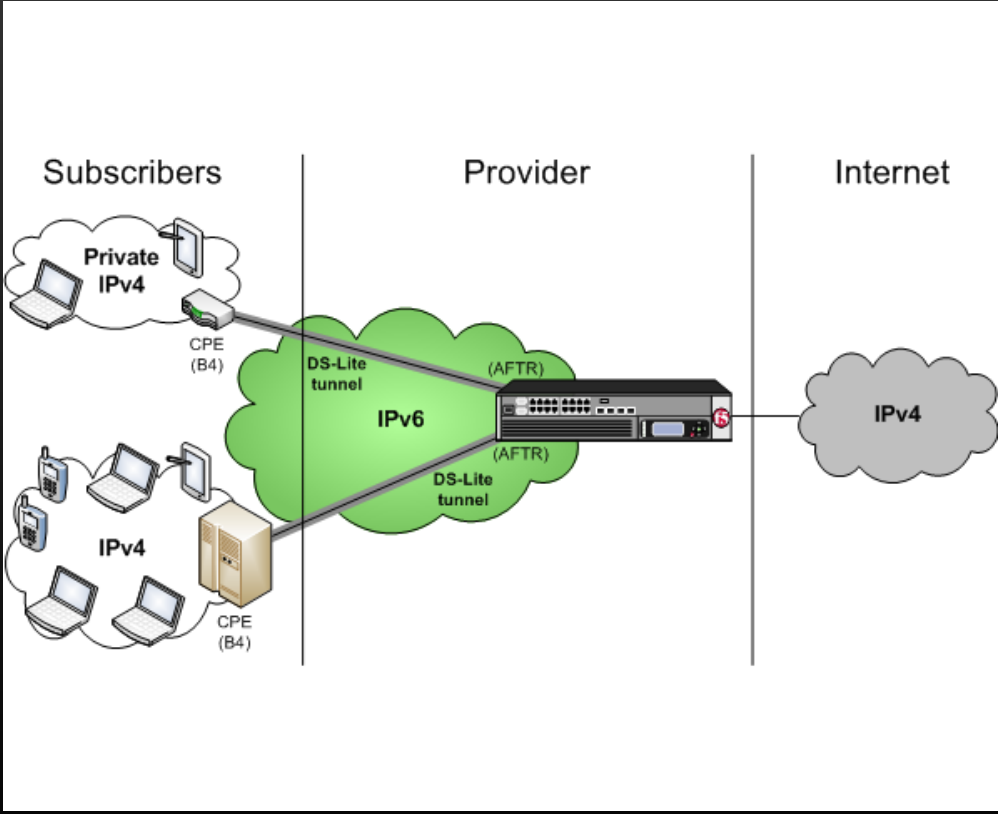 Subscribers
Provider
Internet
Private
IPv4
CPE
(B4)
DS-Lite
tunnel
(AFTR)
IPv6
f5
IPv4
(AFTR)
DS-Lite
tunnel
IPv4
CPE
(B4)